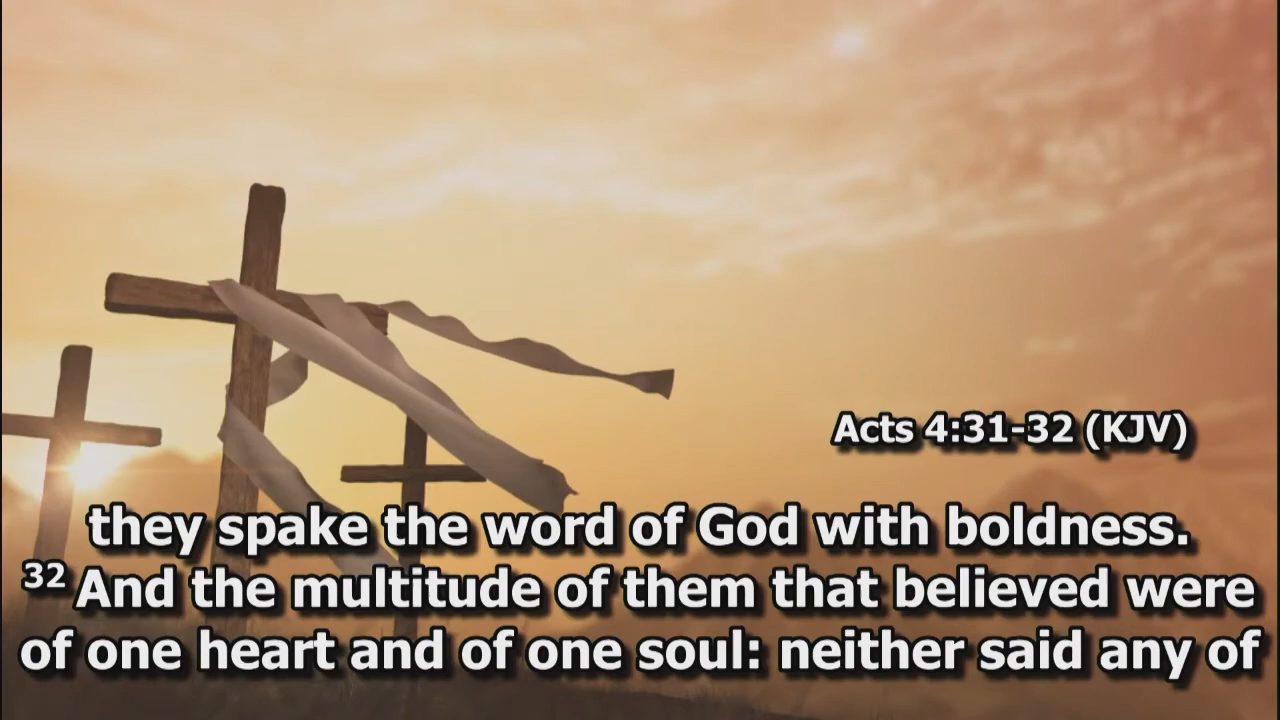 Acts 4:31-32 (KJV)
they spake the word of God with boldness.
32 And the multitude of them that believed were
of one heart and of one soul: neither said any of